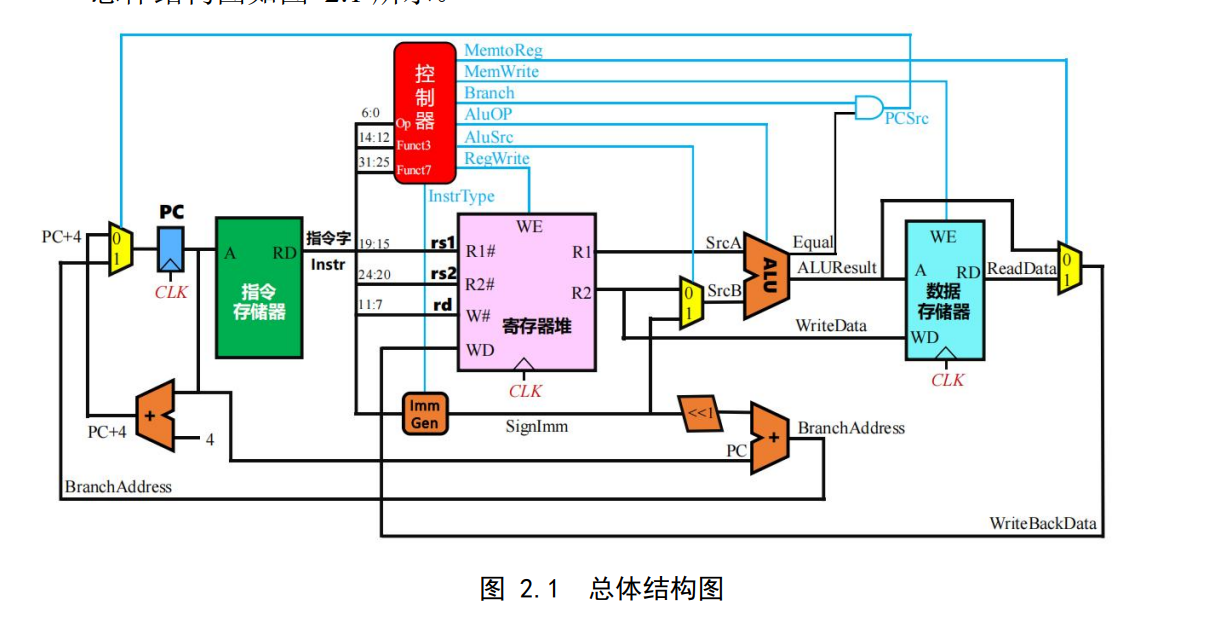 总体结构图如图 2.1 所示。
MemtoReg
MemWrite
Branch
AluOP
AluSrc
RegWrite
PCSrc
控制器
6:0
Op
14:12
Funct3
31:25
Funct7
InstrType
PC+4
0
1
PC
CLK
A
RD
指令
存储器
指令字
Instr
19:15
rs1
24:20
rs2
11:7
rd
WE
R1#
R1
R2#
R2
W#
寄存器堆
WD
CLK
SrcA
0
1
SrcB
ALU
Equal
ALUResult
WriteData
WE
A
RD
数据
存储器
WD
CLK
ReadData
0
1
+
PC+4
4
Imm
Gen
SignImm
<<1
+
PC
BranchAddress
BranchAddress
WriteBackData
图 2.1 总体结构图